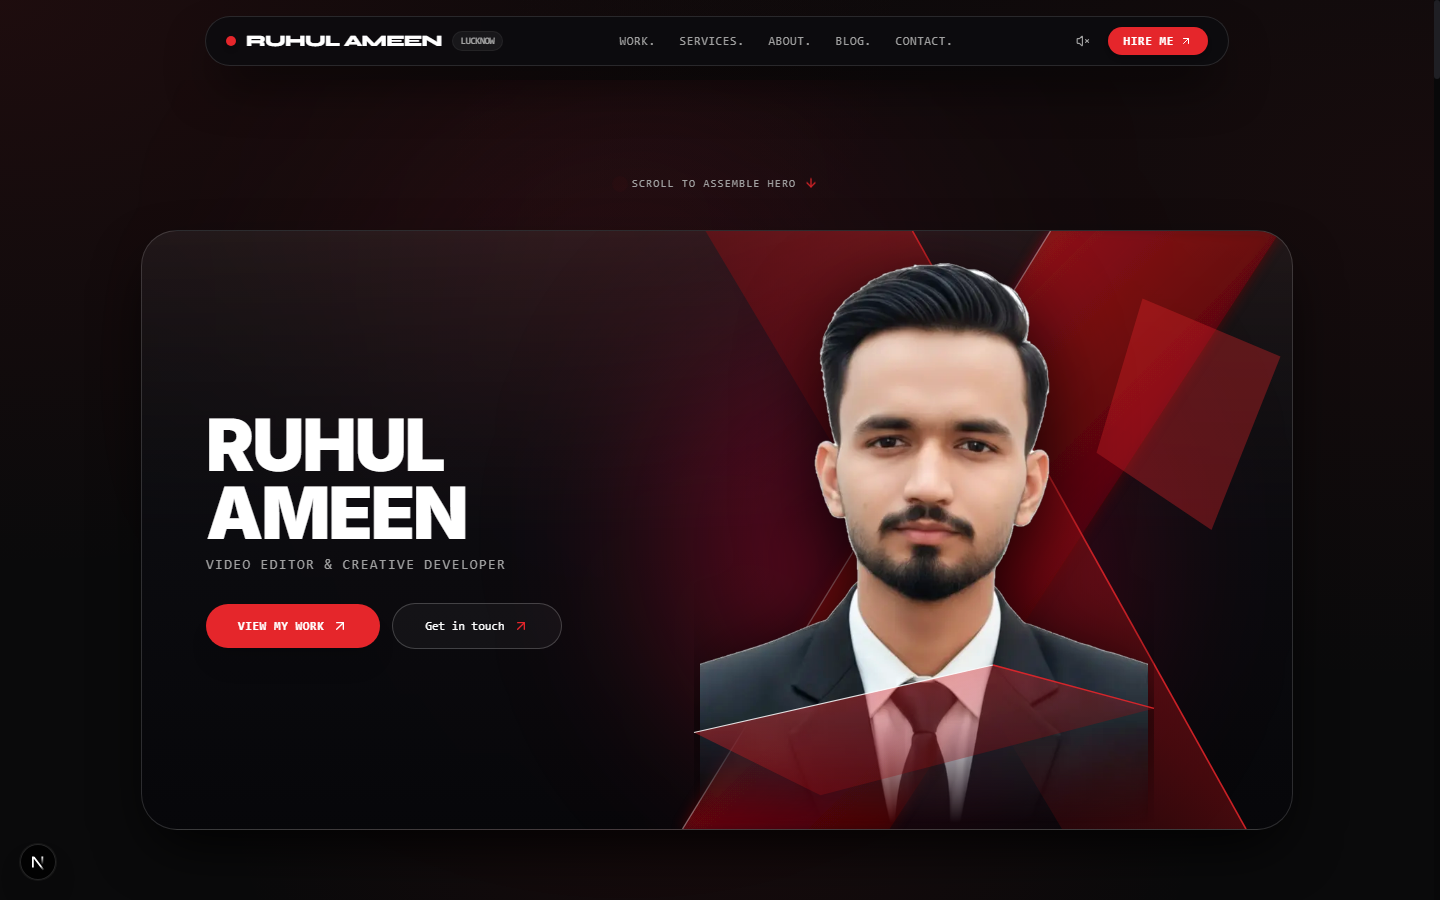 RUHUL AMEEN LUCKNOW WORK. SERVICES. ABOUT. BLOG. CONTACT. HIRE ME
SCROLL TO ASSEMBLE HERO
RUHUL
AMEEN
VIDEO EDITOR & CREATIVE DEVELOPER
VIEW MY WORK Get in touch
N